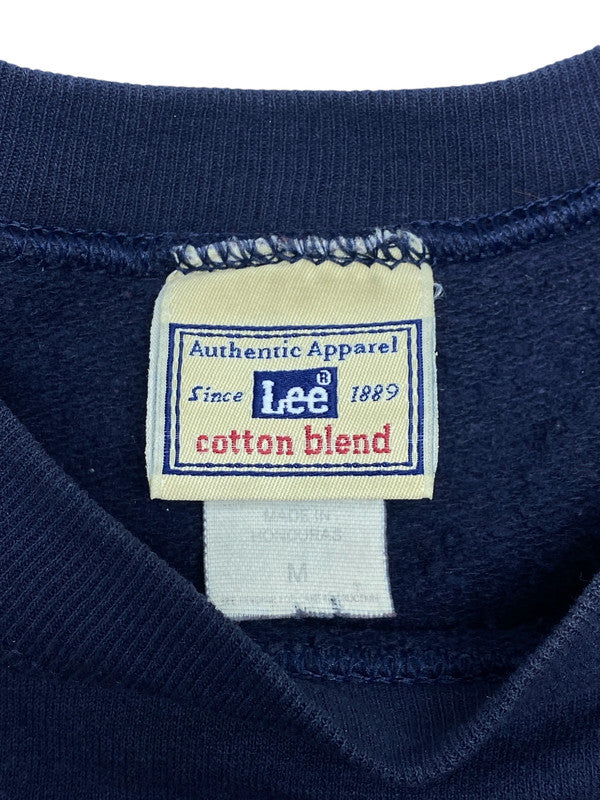 Authentic Apparel
Since Lee® 1889
cotton blend
MADE IN
HONDURAS
M